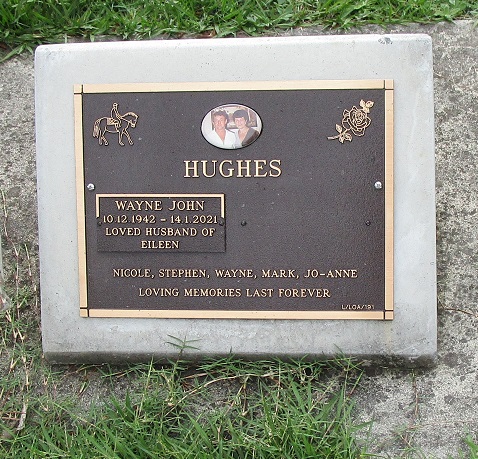 HUGHES
WAYNE JOHN
10.12.1942 - 14.1.2021
LOVED HUSBAND OF
EILEEN
NICOLE, STEPHEN, WAYNE, MARK, JO-ANNE
LOVING MEMORIES LAST FOREVER
L/LOA/191